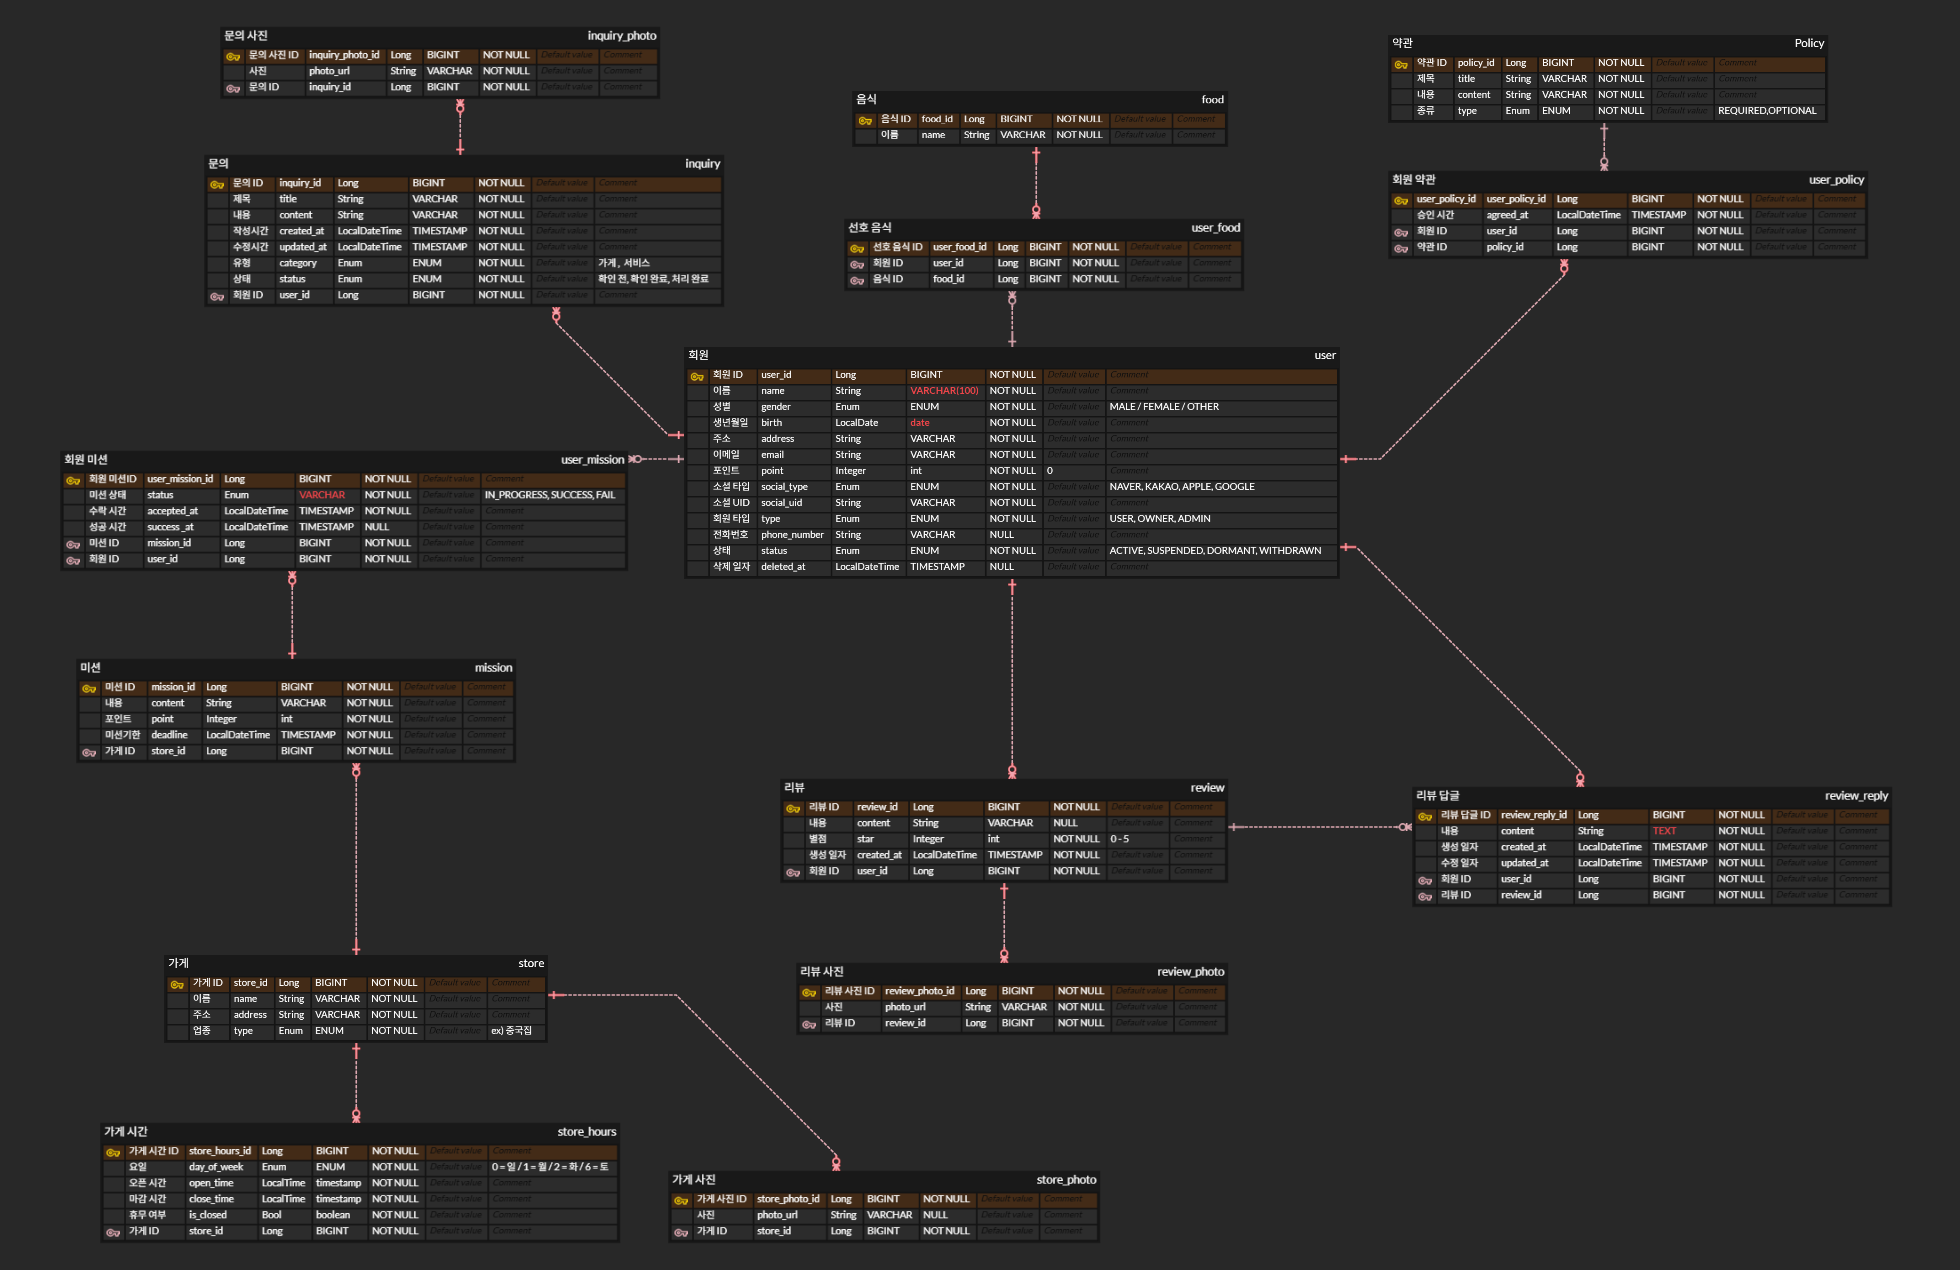 문의 사진 inquiry_photo
문의 사진 ID inquiry_photo_id Long BIGINT NOT NULL Default value Comment
사진 photo_url String VARCHAR NOT NULL Default value Comment
문의 ID inquiry_id Long BIGINT NOT NULL Default value Comment
약관 Policy
약관 ID policy_id Long BIGINT NOT NULL Default value Comment
제목 title String VARCHAR NOT NULL Default value Comment
내용 content String VARCHAR NOT NULL Default value Comment
종류 type Enum ENUM NOT NULL Default value REQUIRED,OPTIONAL
음식 food
음식 ID food_id Long BIGINT NOT NULL Default value Comment
이름 name String VARCHAR NOT NULL Default value Comment
문의 inquiry
문의 ID inquiry_id Long BIGINT NOT NULL Default value Comment
제목 title String VARCHAR NOT NULL Default value Comment
내용 content String VARCHAR NOT NULL Default value Comment
작성시간 created_at LocalDateTime TIMESTAMP NOT NULL Default value Comment
수정시간 updated_at LocalDateTime TIMESTAMP NOT NULL Default value Comment
유형 category Enum ENUM NOT NULL Default value 가게 , 서비스
상태 status Enum ENUM NOT NULL Default value 확인 전, 확인 완료, 처리 완료
회원 ID user_id Long BIGINT NOT NULL Default value Comment
회원 약관 user_policy
user_policy_id user_policy_id Long BIGINT NOT NULL Default value Comment
승인 시간 agreed_at LocalDateTime TIMESTAMP NOT NULL Default value Comment
회원 ID user_id Long BIGINT NOT NULL Default value Comment
약관 ID policy_id Long BIGINT NOT NULL Default value Comment
선호 음식 user_food
선호 음식 ID user_food_id Long BIGINT NOT NULL Default value Comment
회원 ID user_id Long BIGINT NOT NULL Default value Comment
음식 ID food_id Long BIGINT NOT NULL Default value Comment
회원 user
회원 ID user_id Long BIGINT NOT NULL Default value Comment
이름 name String VARCHAR(100) NOT NULL Default value Comment
성별 gender Enum ENUM NOT NULL Default value MALE / FEMALE / OTHER
생년월일 birth LocalDate date NOT NULL Default value Comment
주소 address String VARCHAR NOT NULL Default value Comment
이메일 email String VARCHAR NOT NULL Default value Comment
포인트 point Integer int NOT NULL 0 Comment
소셜 타입 social_type Enum ENUM NOT NULL Default value NAVER, KAKAO, APPLE, GOOGLE
소셜 UID social_uid String VARCHAR NOT NULL Default value Comment
회원 타입 type Enum ENUM NOT NULL Default value USER, OWNER, ADMIN
전화번호 phone_number String VARCHAR NULL Default value Comment
상태 status Enum ENUM NOT NULL Default value ACTIVE, SUSPENDED, DORMANT, WITHDRAWN
삭제 일자 deleted_at LocalDateTime TIMESTAMP NULL Default value Comment
회원 미션 user_mission
회원 미션ID user_mission_id Long BIGINT NOT NULL Default value Comment
미션 상태 status Enum VARCHAR NOT NULL Default value IN_PROGRESS, SUCCESS, FAIL
수락 시간 accepted_at LocalDateTime TIMESTAMP NOT NULL Default value Comment
성공 시간 success_at LocalDateTime TIMESTAMP NULL Default value Comment
미션 ID mission_id Long BIGINT NOT NULL Default value Comment
회원 ID user_id Long BIGINT NOT NULL Default value Comment
미션 mission
미션 ID mission_id Long BIGINT NOT NULL Default value Comment
내용 content String VARCHAR NOT NULL Default value Comment
포인트 point Integer int NOT NULL Default value Comment
미션기한 deadline LocalDateTime TIMESTAMP NOT NULL Default value Comment
가게 ID store_id Long BIGINT NOT NULL Default value Comment
리뷰 review
리뷰 ID review_id Long BIGINT NOT NULL Default value Comment
내용 content String VARCHAR NULL Default value Comment
별점 star Integer int NOT NULL 0 - 5 Comment
생성 일자 created_at LocalDateTime TIMESTAMP NOT NULL Default value Comment
회원 ID user_id Long BIGINT NOT NULL Default value Comment
리뷰 답글 review_reply
리뷰 답글 ID review_reply_id Long BIGINT NOT NULL Default value Comment
내용 content String TEXT NOT NULL Default value Comment
생성 일자 created_at LocalDateTime TIMESTAMP NOT NULL Default value Comment
수정 일자 updated_at LocalDateTime TIMESTAMP NOT NULL Default value Comment
회원 ID user_id Long BIGINT NOT NULL Default value Comment
리뷰 ID review_id Long BIGINT NOT NULL Default value Comment
가게 store
가게 ID store_id Long BIGINT NOT NULL Default value Comment
이름 name String VARCHAR NOT NULL Default value Comment
주소 address String VARCHAR NOT NULL Default value Comment
업종 type Enum ENUM NOT NULL Default value ex) 중국집
리뷰 사진 review_photo
리뷰 사진 ID review_photo_id Long BIGINT NOT NULL Default value Comment
사진 photo_url String VARCHAR NOT NULL Default value Comment
리뷰 ID review_id Long BIGINT NOT NULL Default value Comment
가게 시간 store_hours
가게 시간 ID store_hours_id Long BIGINT NOT NULL Default value Comment
요일 day_of_week Enum ENUM NOT NULL Default value 0 = 일 / 1 = 월 / 2 = 화 / 6 = 토
오픈 시간 open_time LocalTime timestamp NOT NULL Default value Comment
마감 시간 close_time LocalTime timestamp NOT NULL Default value Comment
휴무 여부 is_closed Bool boolean NOT NULL Default value Comment
가게 ID store_id Long BIGINT NOT NULL Default value Comment
가게 사진 store_photo
가게 사진 ID store_photo_id Long BIGINT NOT NULL Default value Comment
사진 photo_url String VARCHAR NULL Default value Comment
가게 ID store_id Long BIGINT NOT NULL Default value Comment